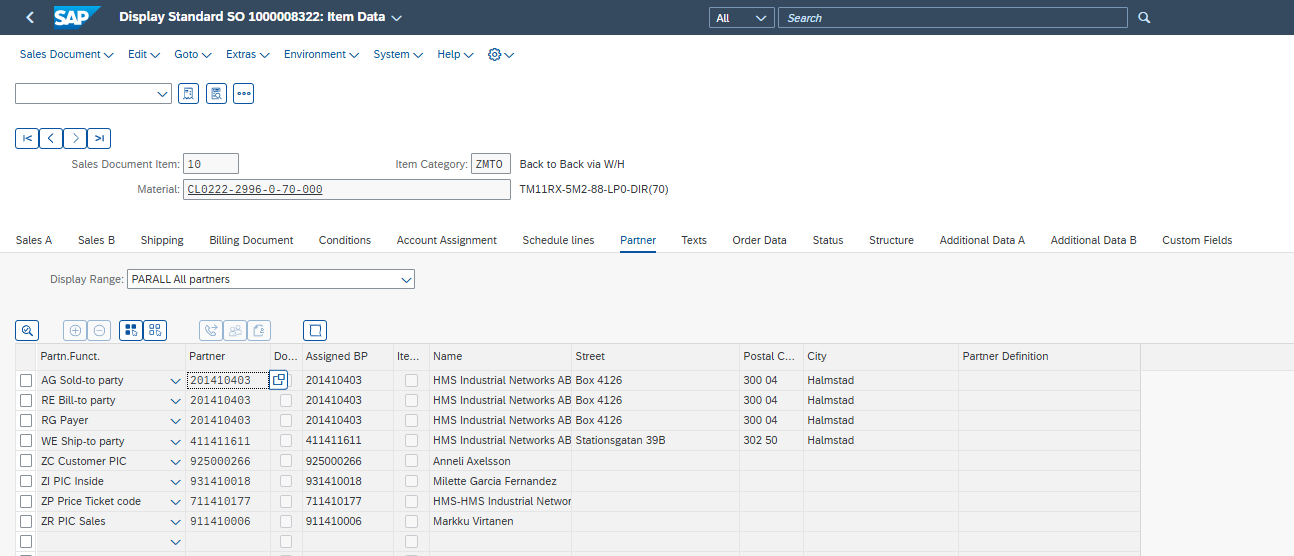 SAP Display Standard SO 1000008322: Item Data All Search
Sales Document Edit Goto Extras Environment System Help
Sales Document Item: 10 Item Category: ZMTO Back to Back via W/H
Material: CL0222-2996-0-70-000 TM11RX-5M2-88-LP0-DIR(70)
Sales A Sales B Shipping Billing Document Conditions Account Assignment Schedule lines Partner Texts Order Data Status Structure Additional Data A Additional Data B Custom Fields
Display Range: PARALL All partners
Partn.Funct. Partner Do... Assigned BP Ite... Name Street Postal C... City Partner Definition
AG Sold-to party 201410403 201410403 HMS Industrial Networks AB Box 4126 300 04 Halmstad
RE Bill-to party 201410403 201410403 HMS Industrial Networks AB Box 4126 300 04 Halmstad
RG Payer 201410403 201410403 HMS Industrial Networks AB Box 4126 300 04 Halmstad
WE Ship-to party 411411611 411411611 HMS Industrial Networks AB Stationsgatan 39B 302 50 Halmstad
ZC Customer PIC 925000266 925000266 Anneli Axelsson
ZI PIC Inside 931410018 931410018 Milette Garcia Fernandez
ZP Price Ticket code 711410177 711410177 HMS-HMS Industrial Networ
ZR PIC Sales 911410006 911410006 Markku Virtanen